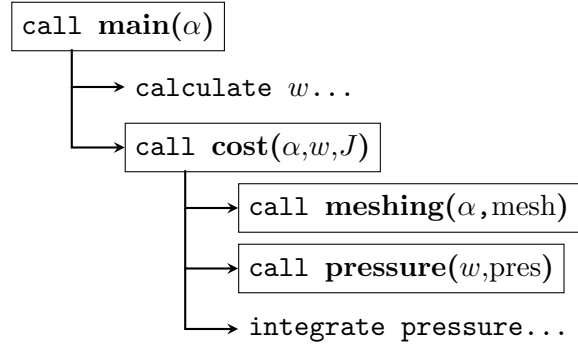 call main(α)
calculate w...
call cost(α,w,J)
call meshing(α,mesh)
call pressure(w,pres)
integrate pressure...